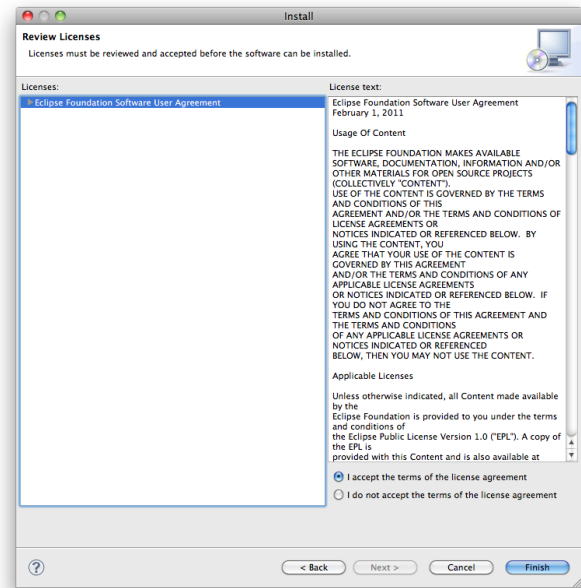 Install
Review Licenses
Licenses must be reviewed and accepted before the software can be installed.
Licenses:
Eclipse Foundation Software User Agreement
License text:
Eclipse Foundation Software User Agreement
February 1, 2011
Usage Of Content
THE ECLIPSE FOUNDATION MAKES AVAILABLE
SOFTWARE, DOCUMENTATION, INFORMATION AND/OR
OTHER MATERIALS FOR OPEN SOURCE PROJECTS
(COLLECTIVELY "CONTENT").
USE OF THE CONTENT IS GOVERNED BY THE TERMS
AND CONDITIONS OF THIS
AGREEMENT AND/OR THE TERMS AND CONDITIONS OF
LICENSE AGREEMENTS OR
NOTICES INDICATED OR REFERENCED BELOW.  BY
USING THE CONTENT, YOU
AGREE THAT YOUR USE OF THE CONTENT IS
GOVERNED BY THIS AGREEMENT
AND/OR THE TERMS AND CONDITIONS OF ANY
APPLICABLE LICENSE AGREEMENTS
OR NOTICES INDICATED OR REFERENCED BELOW.  IF
YOU DO NOT AGREE TO THE
TERMS AND CONDITIONS OF THIS AGREEMENT AND
THE TERMS AND CONDITIONS
OF ANY APPLICABLE LICENSE AGREEMENTS OR
NOTICES INDICATED OR REFERENCED
BELOW, THEN YOU MAY NOT USE THE CONTENT.
Applicable Licenses
Unless otherwise indicated, all Content made available
by the
Eclipse Foundation is provided to you under the terms
and conditions of
the Eclipse Public License Version 1.0 ("EPL"). A copy of
the EPL is
provided with this Content and is also available at
I accept the terms of the license agreement
I do not accept the terms of the license agreement
?
< Back
Next >
Cancel
Finish